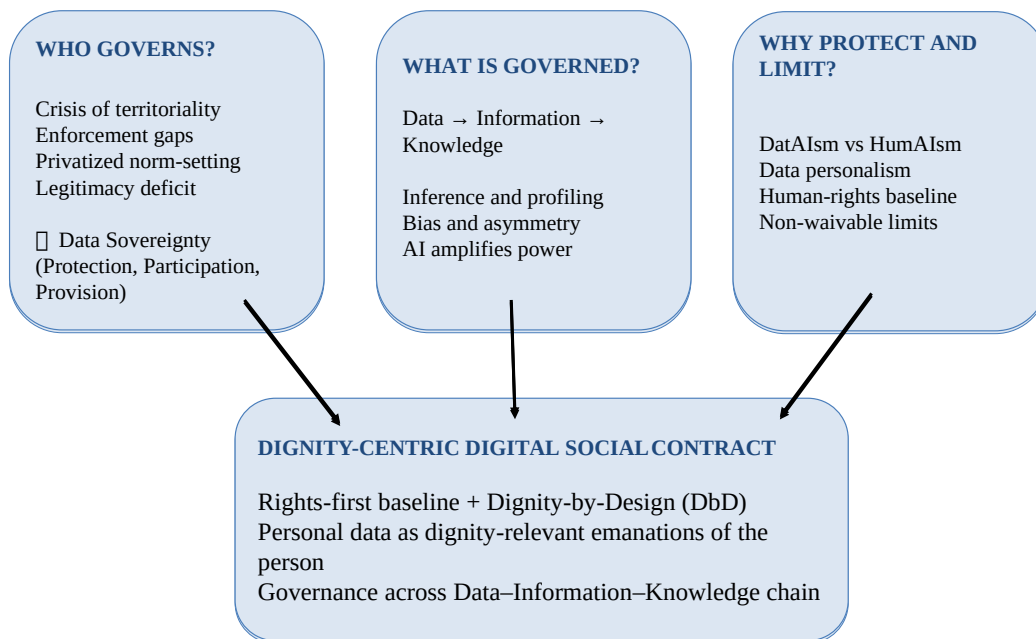 WHO GOVERNS?
Crisis of territoriality
Enforcement gaps
Privatized norm-setting
Legitimacy deficit
▯ Data Sovereignty
(Protection, Participation,
Provision)
WHAT IS GOVERNED?
Data → Information →
Knowledge
Inference and profiling
Bias and asymmetry
AI amplifies power
WHY PROTECT AND
LIMIT?
DatAIsm vs HumAIsm
Data personalism
Human-rights baseline
Non-waivable limits
DIGNITY-CENTRIC DIGITAL SOCIAL CONTRACT
Rights-first baseline + Dignity-by-Design (DbD)
Personal data as dignity-relevant emanations of the
person
Governance across Data–Information–Knowledge chain